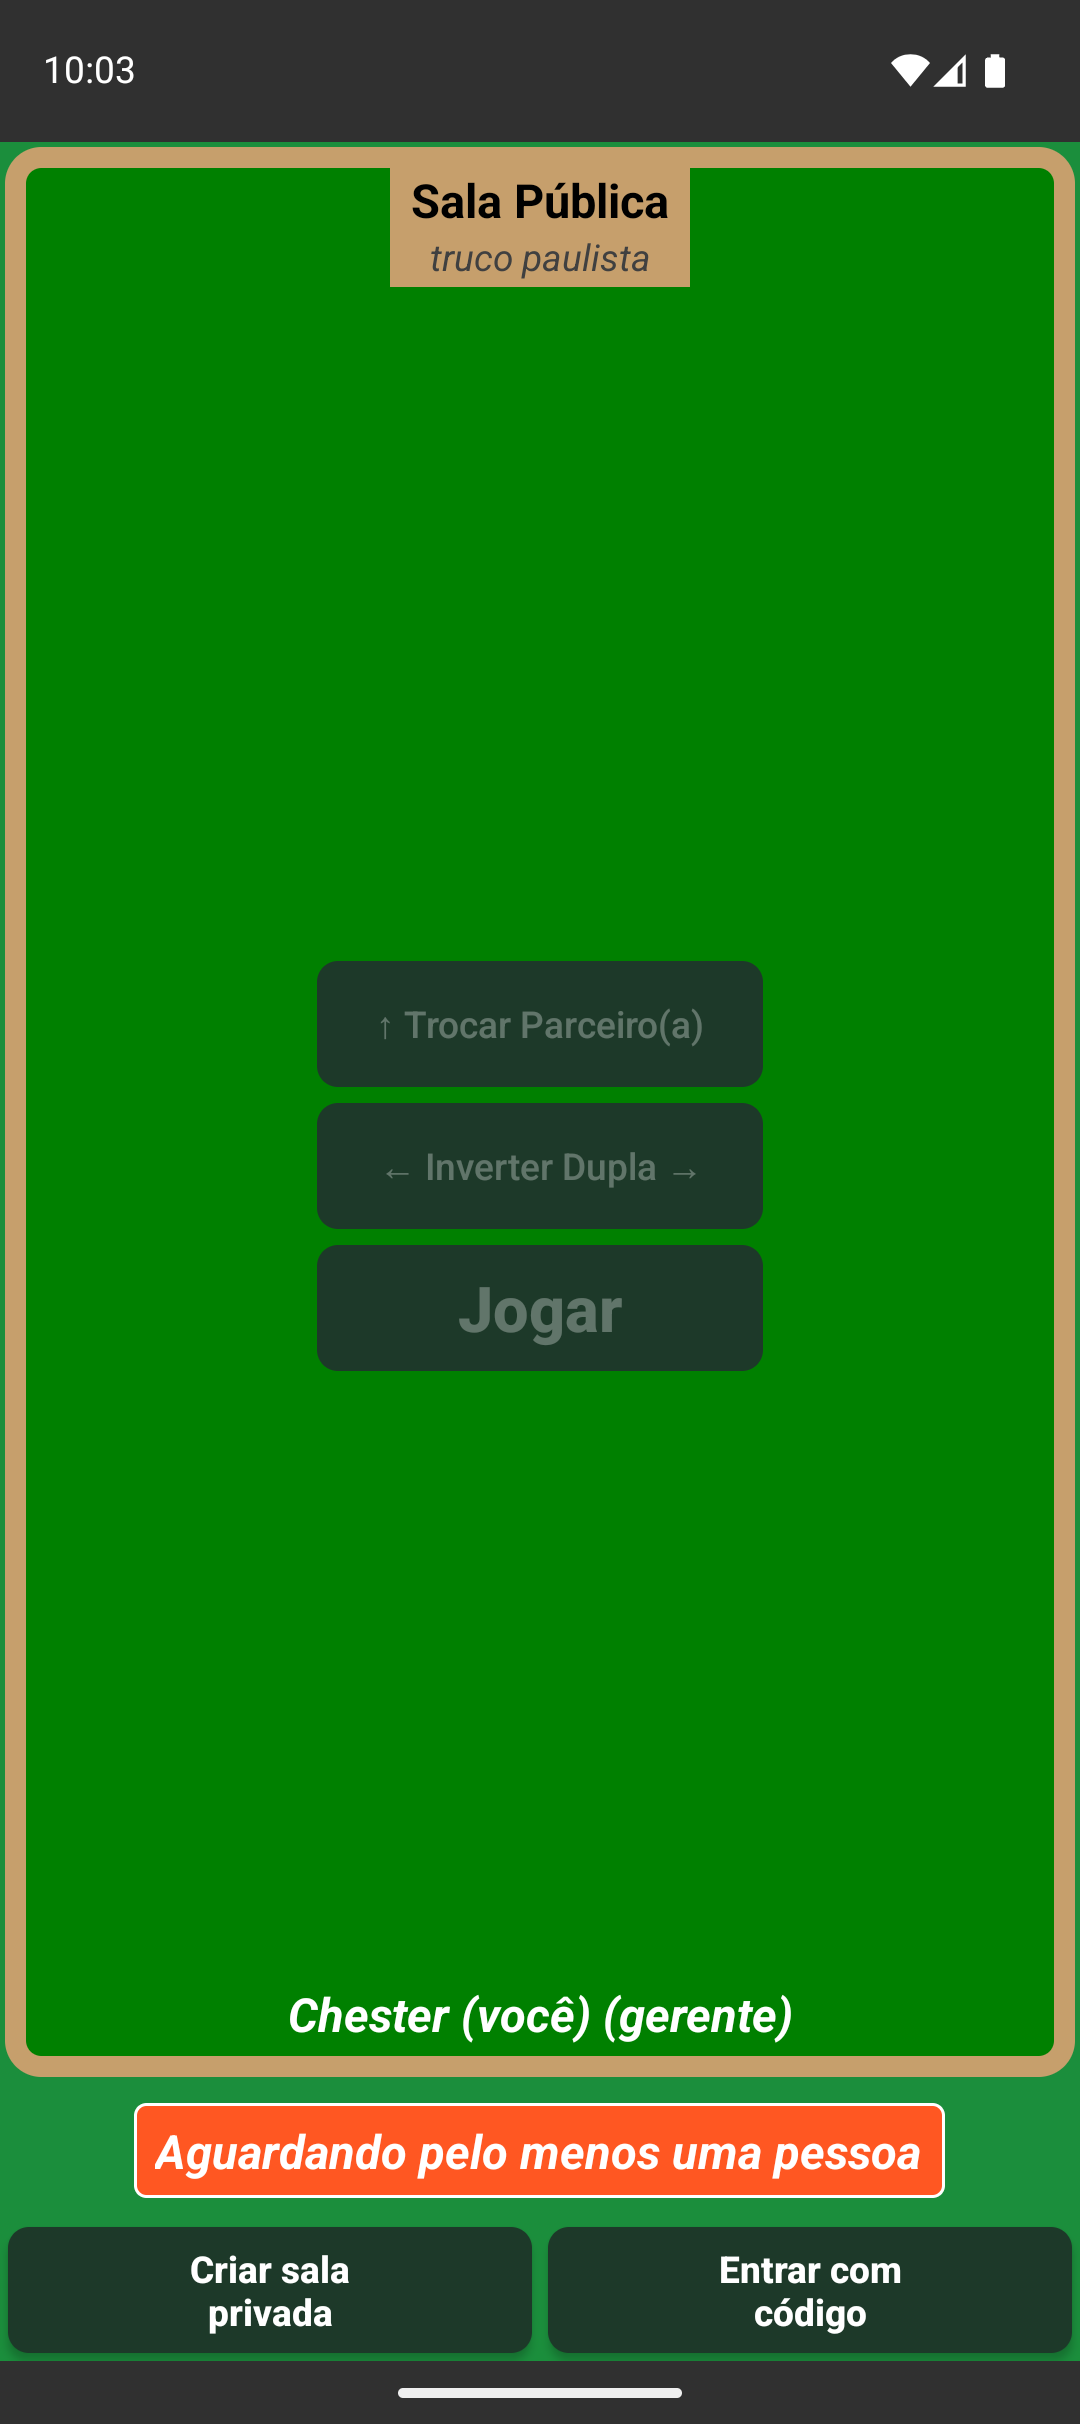 10:03
Sala Pública
truco paulista
↑ Trocar Parceiro(a)
← Inverter Dupla →
Jogar
Chester (você) (gerente)
Aguardando pelo menos uma pessoa
Criar sala
privada
Entrar com
código